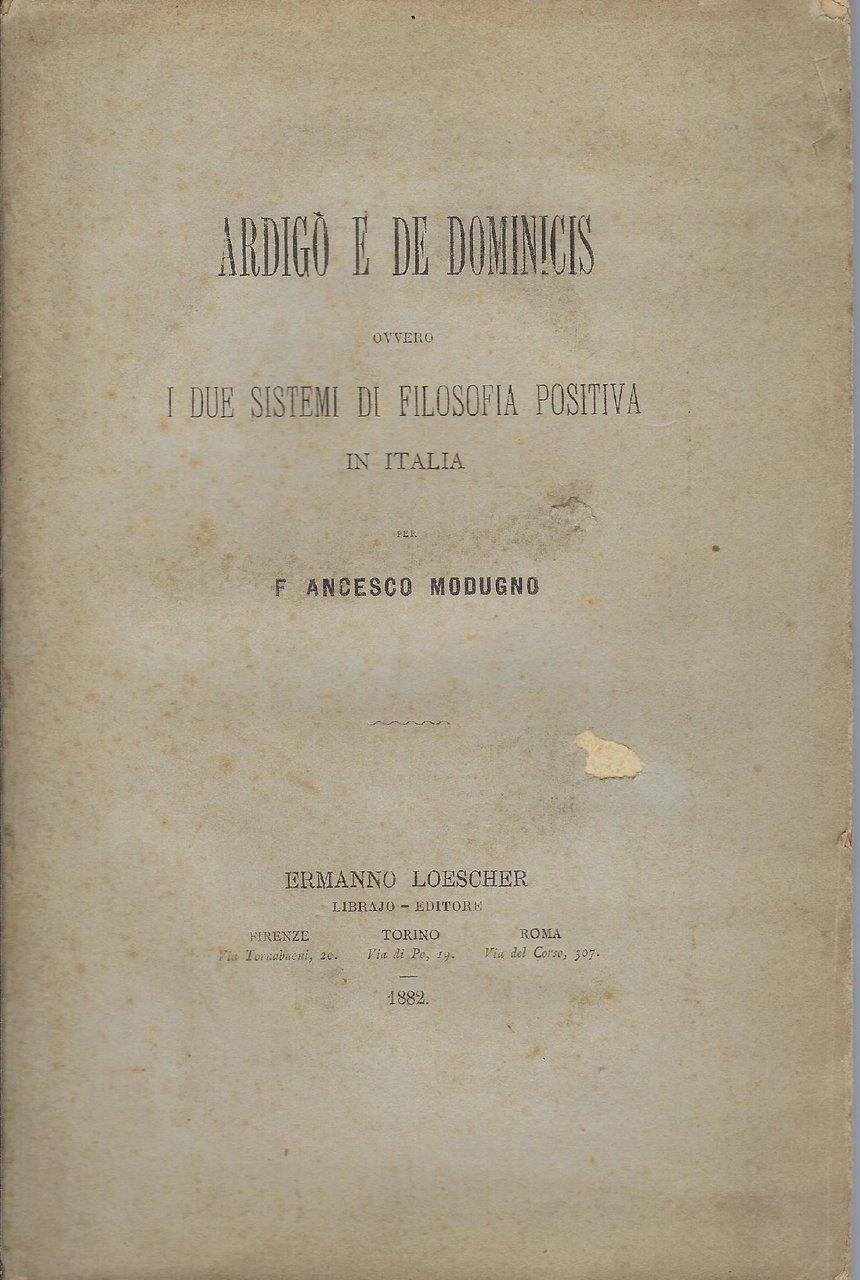 ARDIGÒ E DE DOMINICIS
OVVERO
I DUE SISTEMI DI FILOSOFIA POSITIVA
IN ITALIA
PER
F ANCESCO MODUGNO
ERMANNO LOESCHER
LIBRAJO – EDITORE
FIRENZE TORINO ROMA
Via Tornabuoni, 20. Via di Po, 19. Via del Corso, 307.
1882.